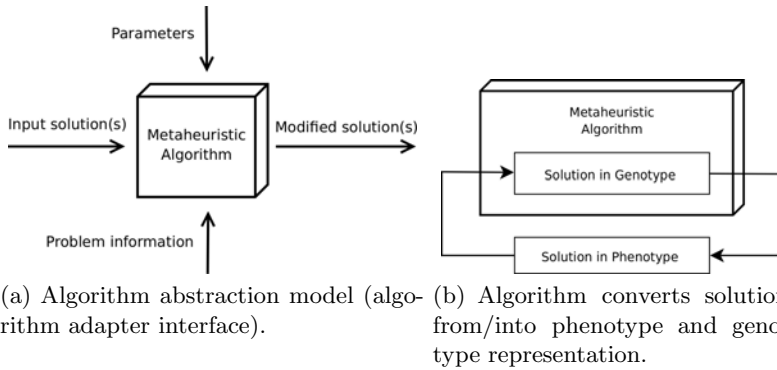 Parameters
Input solution(s)
Metaheuristic
Algorithm
Modified solution(s)
Problem information
(a) Algorithm abstraction model (algo-
rithm adapter interface).
Metaheuristic
Algorithm
Solution in Genotype
Solution in Phenotype
(b) Algorithm converts solution
from/into phenotype and geno
type representation.